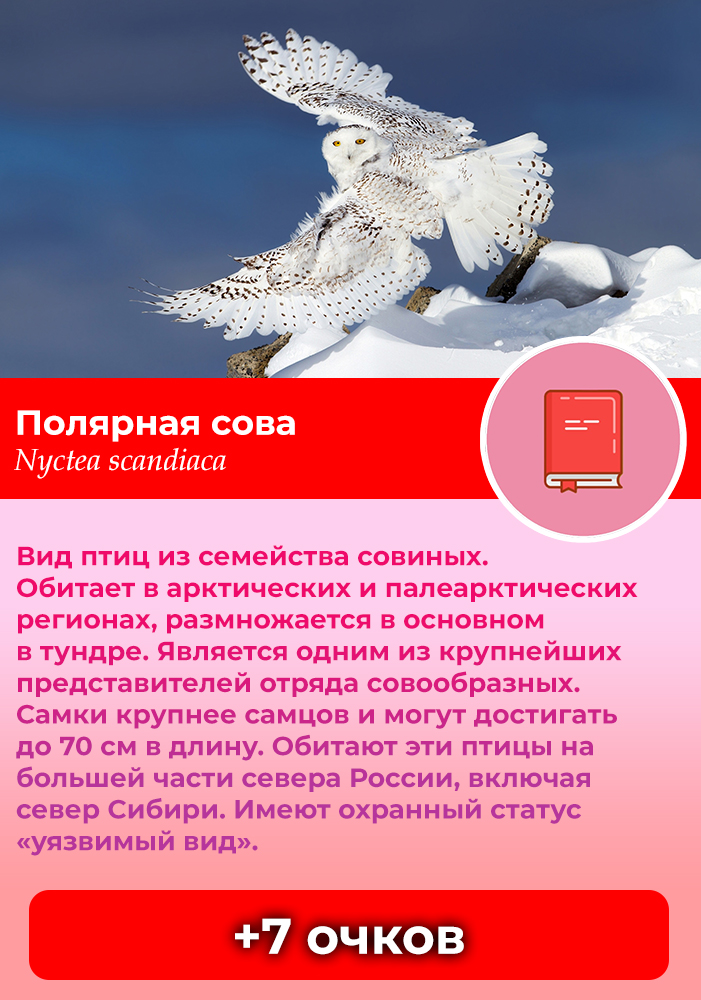 Полярная сова
Nyctea scandiaca
Вид птиц из семейства совиных.
Обитает в арктических и палеарктических
регионах, размножается в основном
в тундре. Является одним из крупнейших
представителей отряда совообразных.
Самки крупнее самцов и могут достигать
до 70 см в длину. Обитают эти птицы на
большей части севера России, включая
север Сибири. Имеют охранный статус
«уязвимый вид».
+7 очков